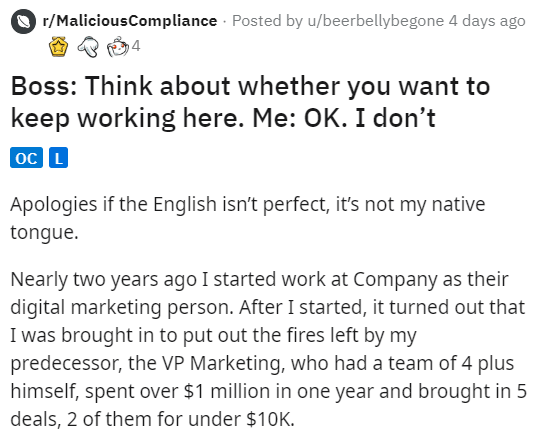 r/MaliciousCompliance · Posted by u/beerbellybegone 4 days ago
4
Boss: Think about whether you want to
keep working here. Me: OK. I don’t
OC L
Apologies if the English isn’t perfect, it’s not my native
tongue.
Nearly two years ago I started work at Company as their
digital marketing person. After I started, it turned out that
I was brought in to put out the fires left by my
predecessor, the VP Marketing, who had a team of 4 plus
himself, spent over $1 million in one year and brought in 5
deals, 2 of them for under $10K.